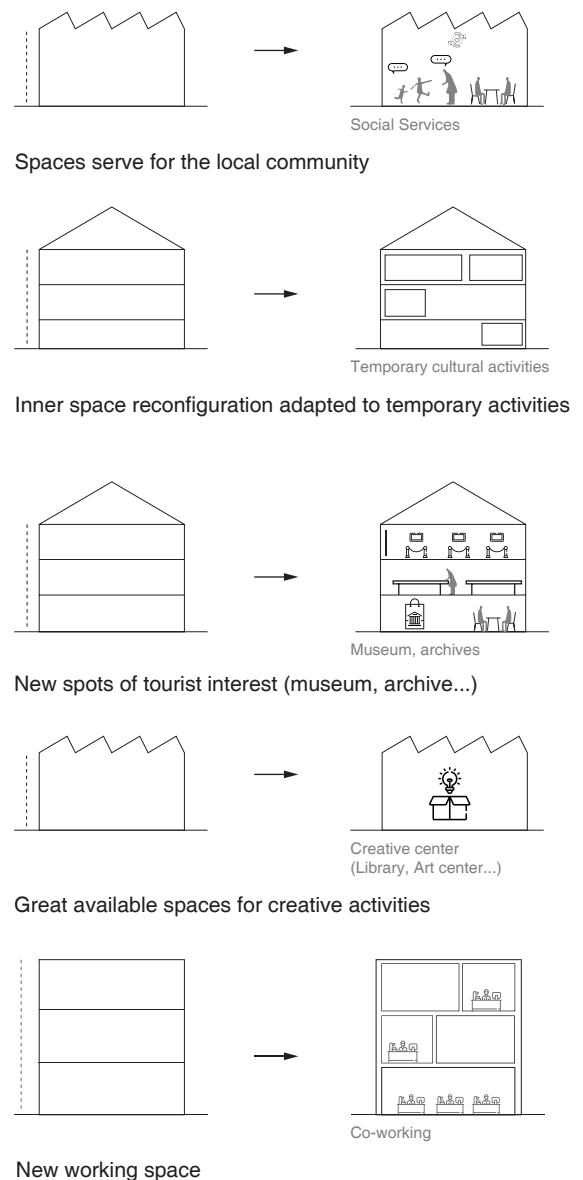 Social Services
Spaces serve for the local community
Temporary cultural activities
Inner space reconfiguration adapted to temporary activities
Museum, archives
New spots of tourist interest (museum, archive...)
Creative center
(Library, Art center...)
Great available spaces for creative activities
Co-working
New working space